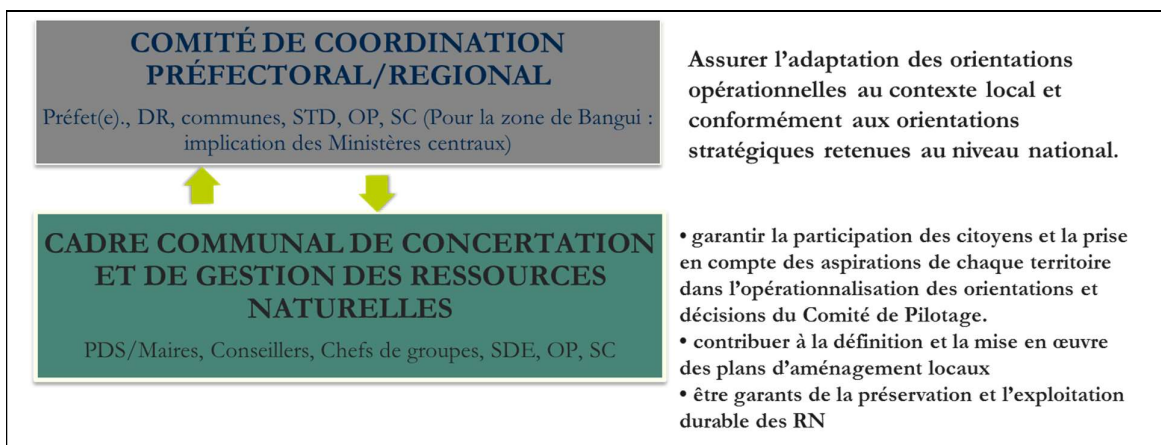 COMITÉ DE COORDINATION
PRÉFECTORAL/REGIONAL
Préfet(e)., DR, communes, STD, OP, SC (Pour la zone de Bangui :
implication des Ministères centraux)
Assurer l’adaptation des orientations
opérationnelles au contexte local et
conformément aux orientations
stratégiques retenues au niveau national.
CADRE COMMUNAL DE CONCERTATION
ET DE GESTION DES RESSOURCES
NATURELLES
PDS/Maires, Conseillers, Chefs de groupes, SDE, OP, SC
• garantir la participation des citoyens et la prise
en compte des aspirations de chaque territoire
dans l’opérationnalisation des orientations et
décisions du Comité de Pilotage.
• contribuer à la définition et la mise en œuvre
des plans d’aménagement locaux
• être garants de la préservation et l’exploitation
durable des RN